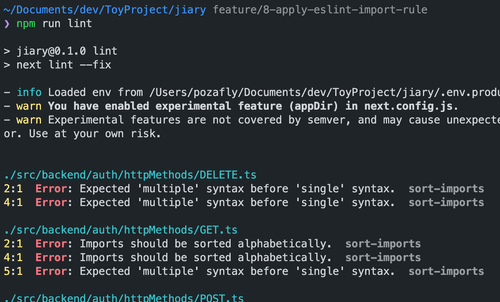 ~/Documents/dev/ToyProject/jiary feature/8-apply-eslint-import-rule
❯ npm run lint
> jiary@0.1.0 lint
> next lint --fix
- info Loaded env from /Users/pozafly/Documents/dev/ToyProject/jiary/.env.produ
- warn You have enabled experimental feature (appDir) in next.config.js.
- warn Experimental features are not covered by semver, and may cause unexpecte
or. Use at your own risk.
./src/backend/auth/httpMethods/DELETE.ts
2:1 Error: Expected 'multiple' syntax before 'single' syntax. sort-imports
4:1 Error: Expected 'multiple' syntax before 'single' syntax. sort-imports
./src/backend/auth/httpMethods/GET.ts
2:1 Error: Imports should be sorted alphabetically. sort-imports
4:1 Error: Imports should be sorted alphabetically. sort-imports
5:1 Error: Expected 'multiple' syntax before 'single' syntax. sort-imports
./src/backend/auth/httpMethods/POST.ts